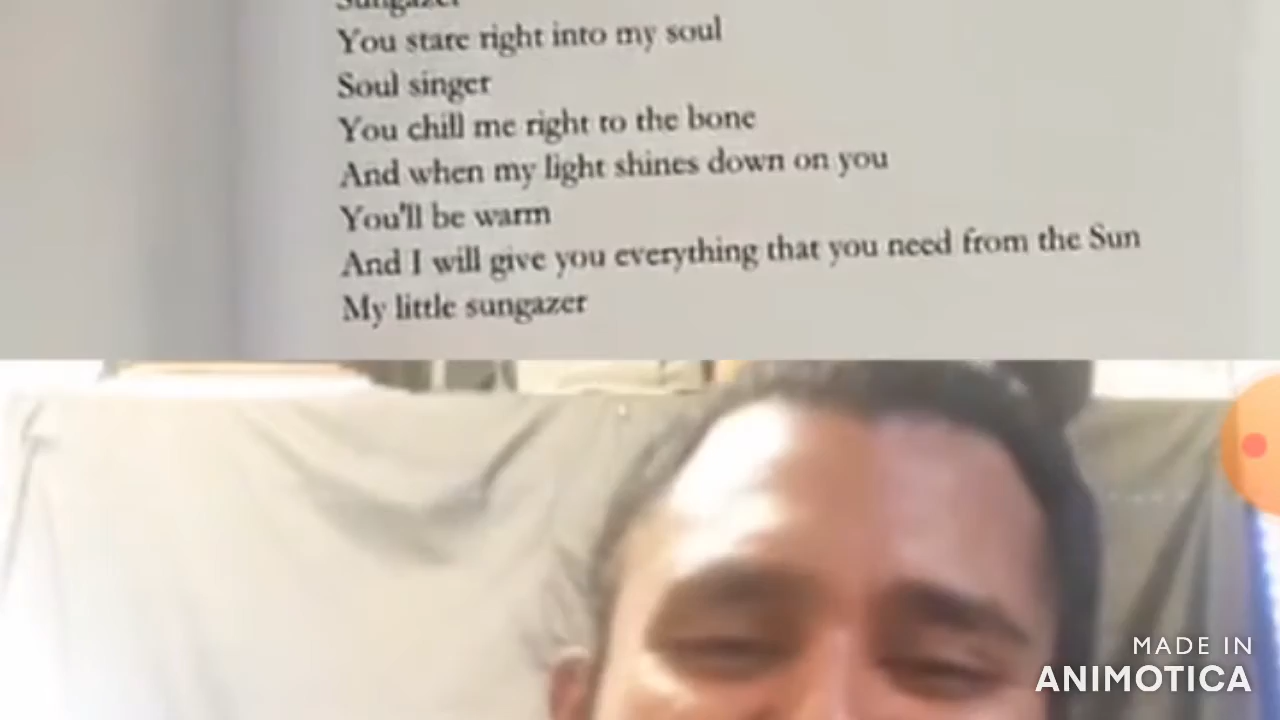 Sungazer
You stare right into my soul
Soul singer
You chill me right to the bone
And when my light shines down on you
You'll be warm
And I will give you everything that you need from the Sun
My little sungazer
MADE IN
ANIMOTICA